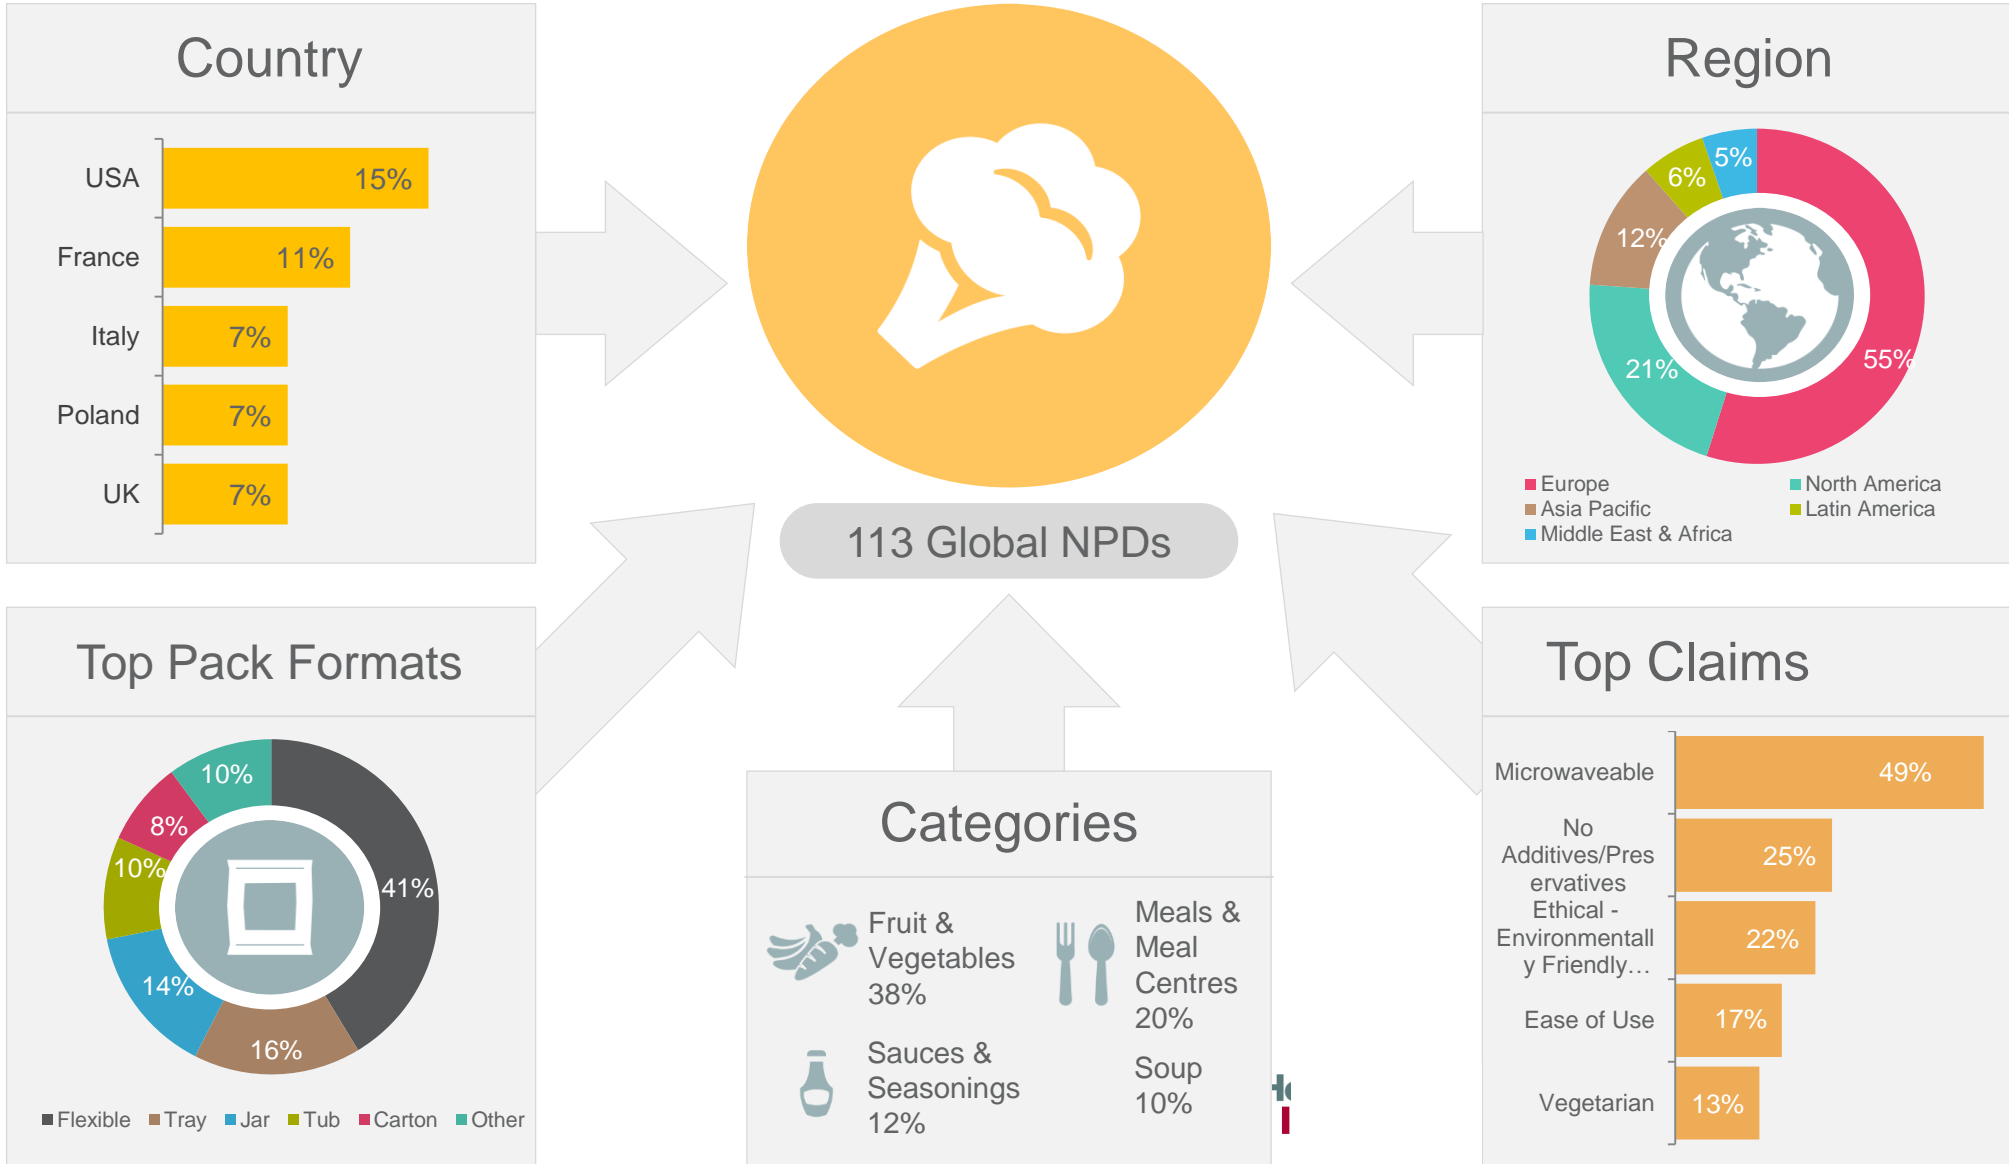 Country
USA
15%
France
11%
Italy
7%
Poland
7%
UK
7%
113 Global NPDs
Region
5%
6%
12%
21%
55%
Europe
North America
Asia Pacific
Latin America
Middle East & Africa
Top Pack Formats
10%
8%
10%
41%
14%
16%
Flexible
Tray
Jar
Tub
Carton
Other
Categories
Fruit &
Vegetables
38%
Meals &
Meal
Centres
20%
Sauces &
Seasonings
12%
Soup
10%
Top Claims
Microwaveable
49%
No
Additives/Pres
ervatives
25%
Ethical -
Environmentall
y Friendly...
22%
Ease of Use
17%
Vegetarian
13%